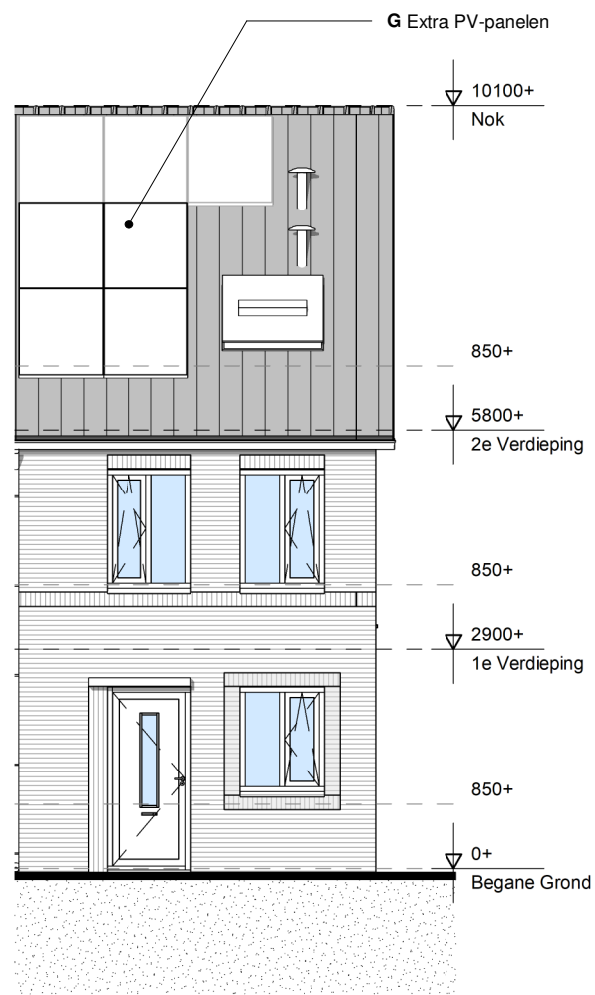 G Extra PV-panelen
10100+
Nok
850+
5800+
2e Verdieping
850+
2900+
1e Verdieping
850+
0+
Begane Grond